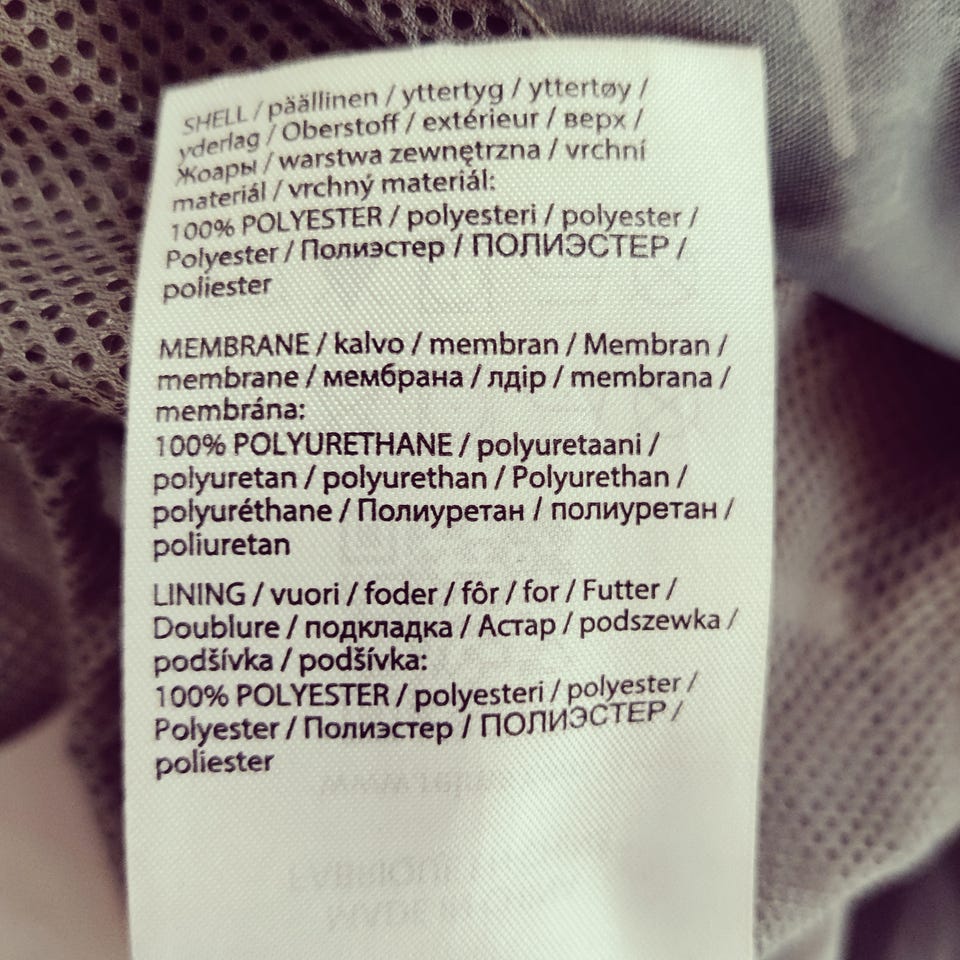 SHELL / päällinen / yttertyg / yttertøy /
yderlag / Oberstoff / extérieur / верх /
Жоары / warstwa zewnętrzna / vrchní
materiál / vrchný materiál:
100% POLYESTER / polyesteri / polyester /
Polyester / Полиэстер / ПОЛИЭСТЕР /
poliester
MEMBRANE / kalvo / membran / Membran /
membrane / мембрана / лдір / membrana /
membrána:
100% POLYURETHANE / polyuretaani /
polyuretan / polyurethan / Polyurethan /
polyuréthane / Полиуретан / полиуретан /
poliuretan
LINING / vuori / foder / fôr / for / Futter /
Doublure / подкладка / Астар / podszewka /
podšívka / podšívka:
100% POLYESTER / polyesteri / polyester /
Polyester / Полиэстер / ПОЛИЭСТЕР /
poliester